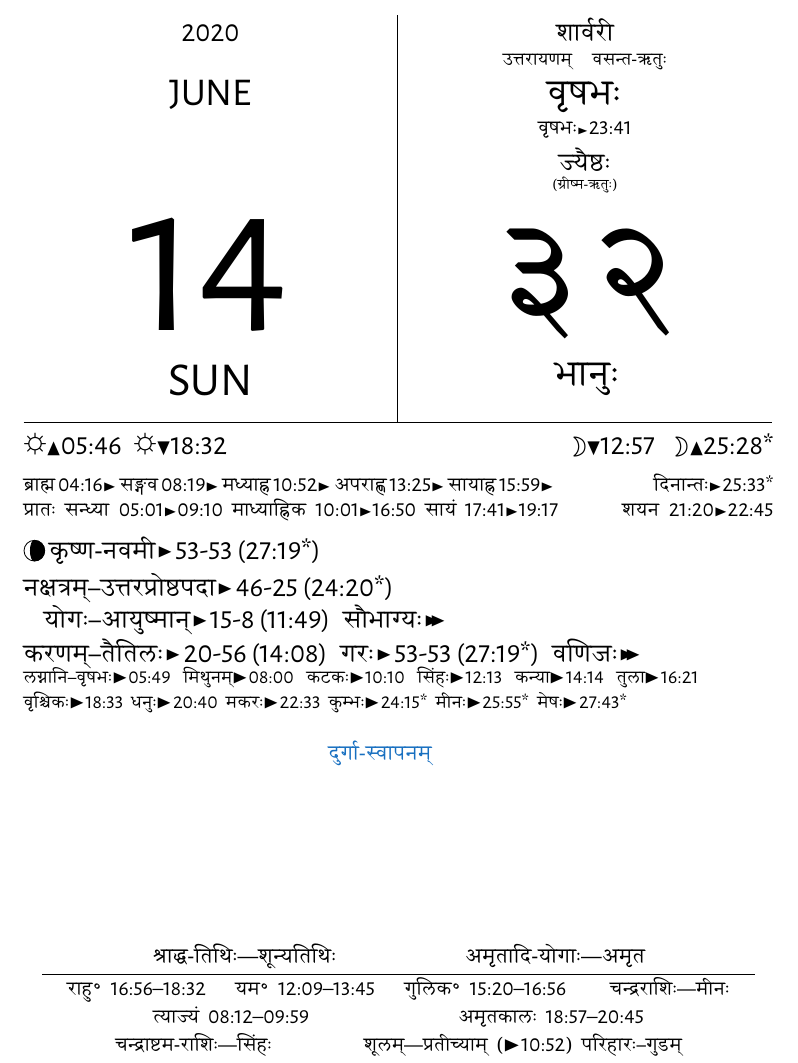 2020
JUNE
14
SUN
शार्वरी
उत्तरायणम् वसन्त-ऋतुः
वृषभः
वृषभः►23:41
ज्यैष्ठः
(ग्रीष्म-ऋतुः)
३२
भानुः
☼▲05:46 ☼▼18:32 ☽▼12:57 ☽▲25:28*
ब्राह्म 04:16► सङ्गव 08:19► मध्याह्न 10:52► अपराह्ण 13:25► सायाह्न 15:59► दिनान्तः►25:33*
प्रातः सन्ध्या 05:01►09:10 माध्याह्निक 10:01►16:50 सायं 17:41►19:17 शयन 21:20►22:45
कृष्ण-नवमी►53-53 (27:19*)
नक्षत्रम्–उत्तरप्रोष्ठपदा►46-25 (24:20*)
योगः–आयुष्मान्►15-8 (11:49) सौभाग्यः►►
करणम्–तैतिलः►20-56 (14:08) गरः►53-53 (27:19*) वणिजः►►
लग्नानि–वृषभः►05:49 मिथुनम्►08:00 कटकः►10:10 सिंहः►12:13 कन्या►14:14 तुला►16:21
वृश्चिकः►18:33 धनुः►20:40 मकरः►22:33 कुम्भः►24:15* मीनः►25:55* मेषः►27:43*
दुर्गा-स्वापनम्
श्राद्ध-तिथिः—शून्यतिथिः अमृतादि-योगाः—अमृत
राहु° 16:56–18:32 यम° 12:09–13:45 गुलिक° 15:20–16:56 चन्द्रराशिः—मीनः
त्याज्यं 08:12–09:59 अमृतकालः 18:57–20:45
चन्द्राष्टम-राशिः—सिंहः शूलम्—प्रतीच्याम् (►10:52) परिहारः–गुडम्